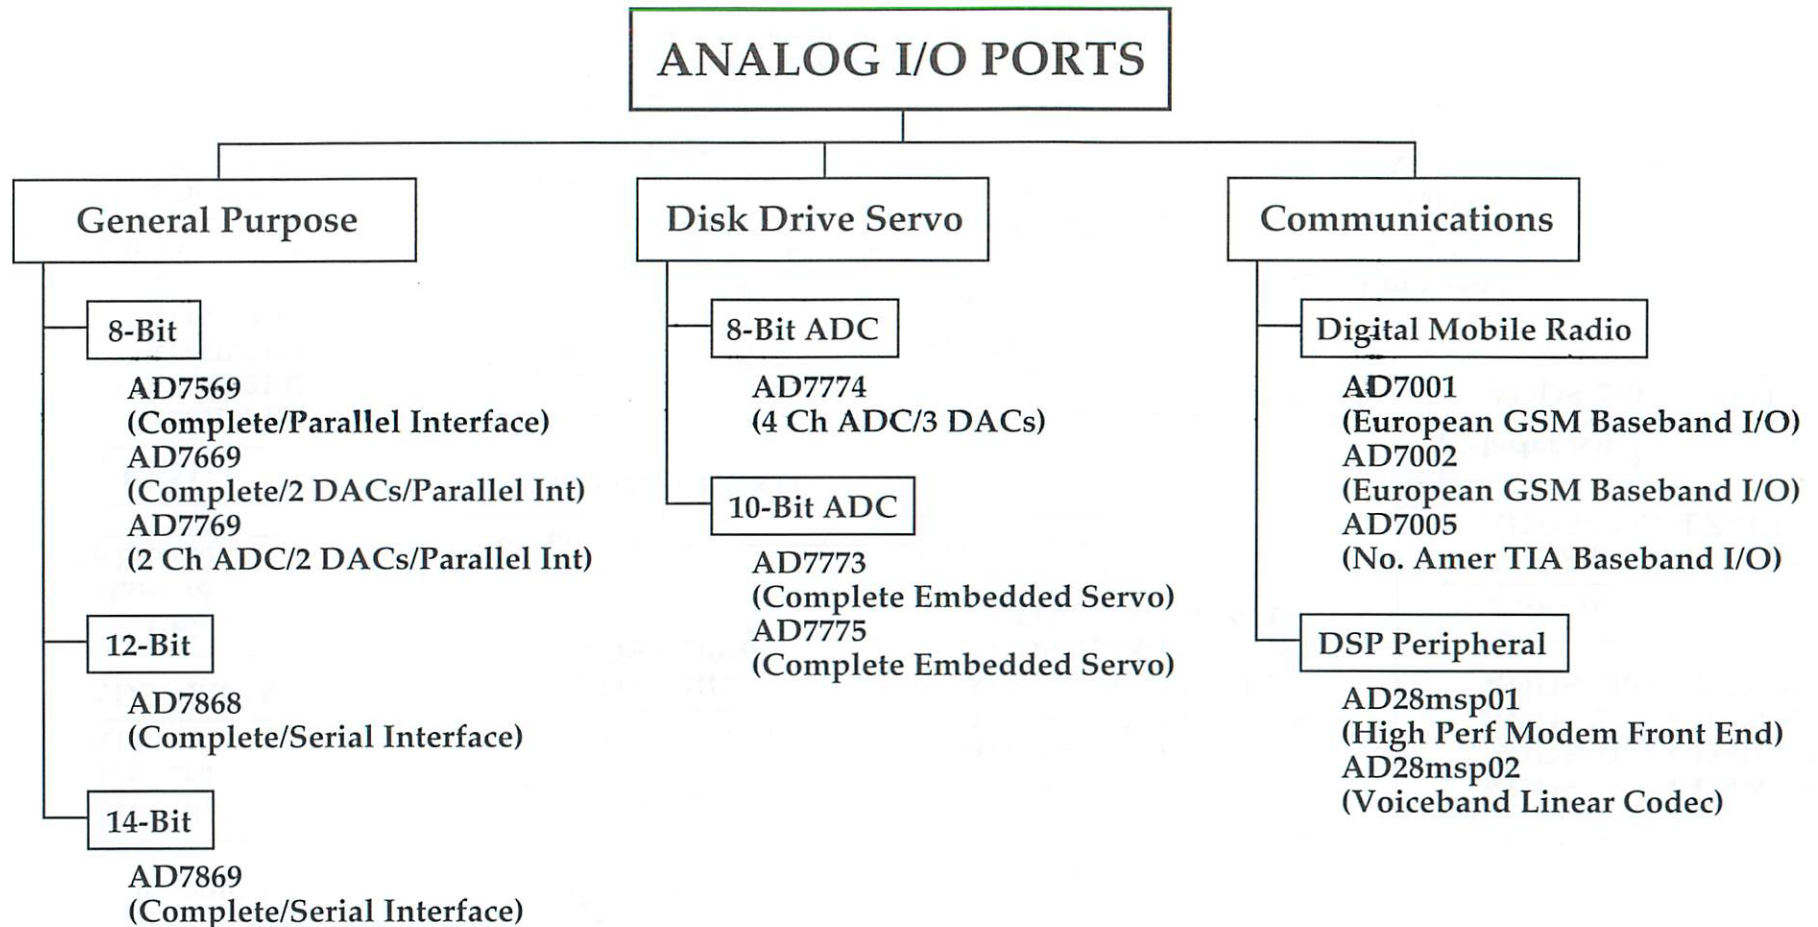 ANALOG I/O PORTS
General Purpose
8-Bit
AD7569
(Complete/Parallel Interface)
AD7669
(Complete/2 DACs/Parallel Int)
AD7769
(2 Ch ADC/2 DACs/Parallel Int)
12-Bit
AD7868
(Complete/Serial Interface)
14-Bit
AD7869
(Complete/Serial Interface)
Disk Drive Servo
8-Bit ADC
AD7774
(4 Ch ADC/3 DACs)
10-Bit ADC
AD7773
(Complete Embedded Servo)
AD7775
(Complete Embedded Servo)
Communications
Digital Mobile Radio
AD7001
(European GSM Baseband I/O)
AD7002
(European GSM Baseband I/O)
AD7005
(No. Amer TIA Baseband I/O)
DSP Peripheral
AD28msp01
(High Perf Modem Front End)
AD28msp02
(Voiceband Linear Codec)